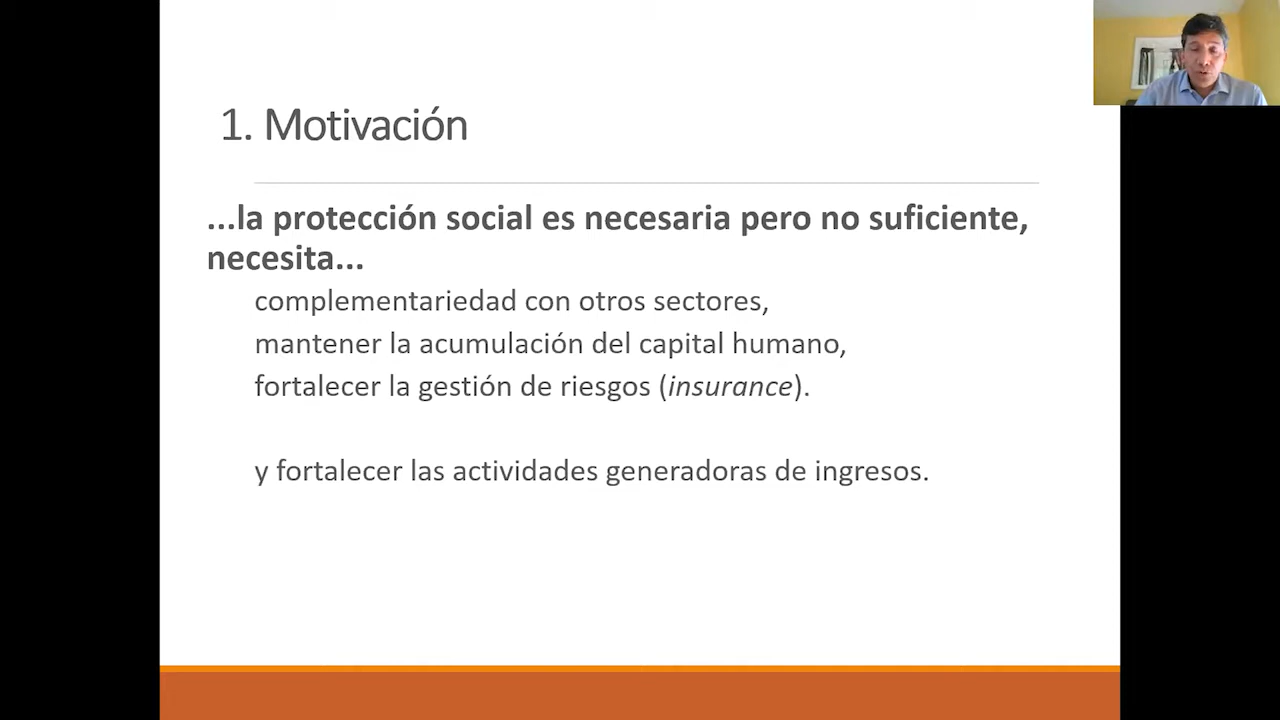 1. Motivación
...la protección social es necesaria pero no suficiente,
necesita...
complementariedad con otros sectores,
mantener la acumulación del capital humano,
fortalecer la gestión de riesgos (insurance).
y fortalecer las actividades generadoras de ingresos.